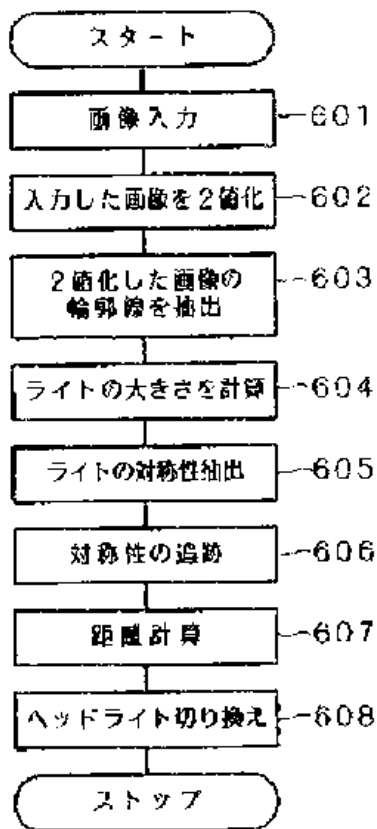 スタート
画像入力
601
入力した画像を2値化
602
2値化した画像の
輪郭線を抽出
603
ライトの大きさを計算
604
ライトの対称性抽出
605
対称性の追跡
606
距離計算
607
ヘッドライト切り換え
608
ストップ